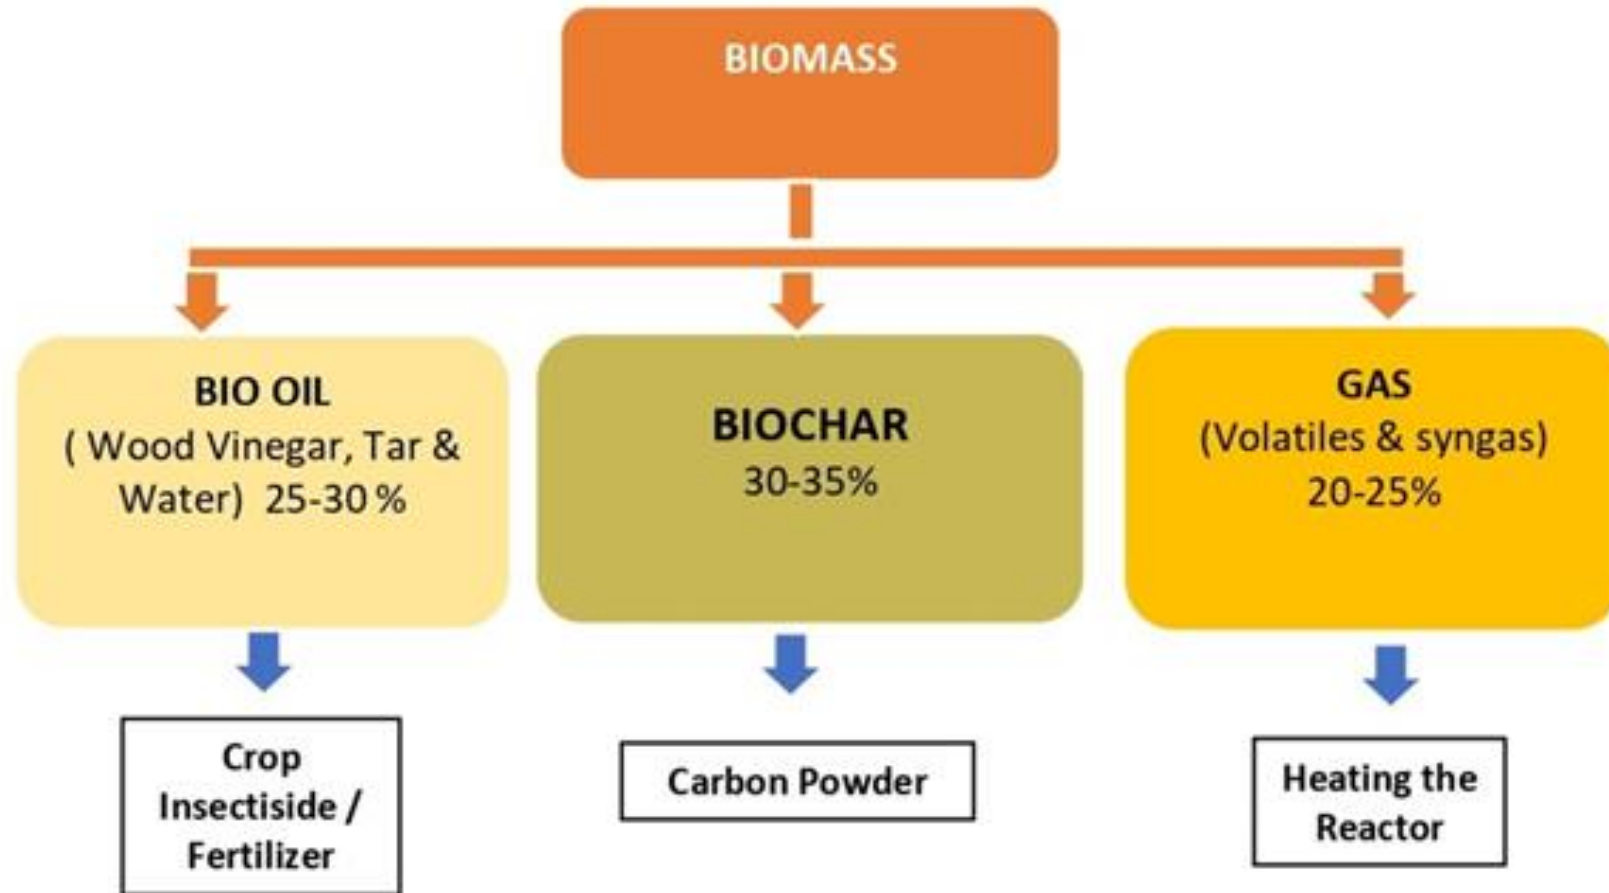 BIOMASS
BIO OIL
( Wood Vinegar, Tar &
Water) 25-30 %
BIOCHAR
30-35%
GAS
(Volatiles & syngas)
20-25%
Crop
Insectiside /
Fertilizer
Carbon Powder
Heating the
Reactor